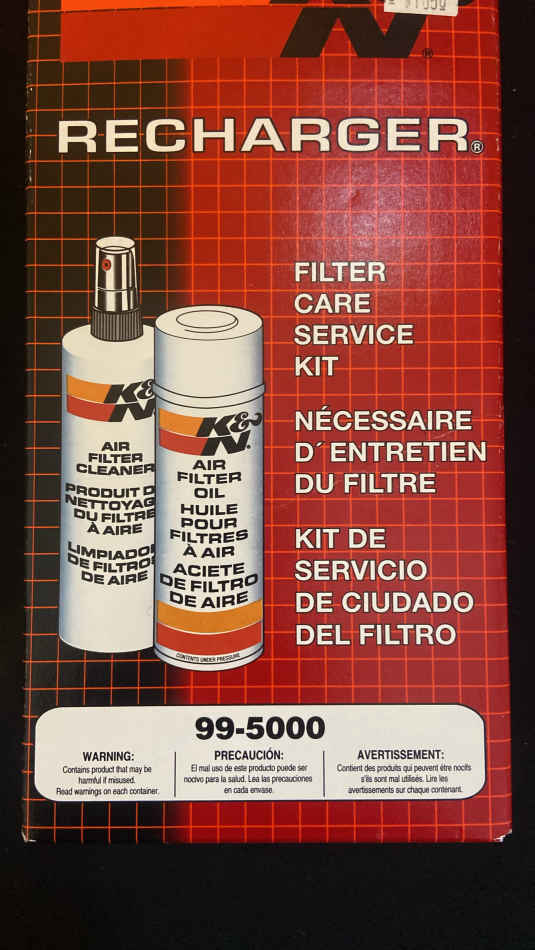 N®
RECHARGER®
FILTER
CARE
SERVICE
KIT
NÉCESSAIRE
D´ENTRETIEN
DU FILTRE
KIT DE
SERVICIO
DE CIUDADO
DEL FILTRO
K&
N
AIR
FILTER
CLEANER
PRODUIT D
NETTOYAG
DU FILTRE
À AIRE
LIMPIADO
DE FILTRO
DE AIRE
K&
N®
AIR
FILTER
OIL
HUILE
POUR
FILTRES
À AIR
ACIETE
DE FILTRO
DE AIRE
CONTENTS UNDER PRESSURE
99-5000
WARNING:
Contains product that may be
harmful if misused.
Read warnings on each container.
PRECAUCIÓN:
El mal uso de este producto puede ser
nocivo para la salud. Lea las precauciones
en cada envase.
AVERTISSEMENT:
Contient des produits qui peuvent étre nocifs
s'ils sont mal utilisés. Lire les
avertissements sur chaque contenant.